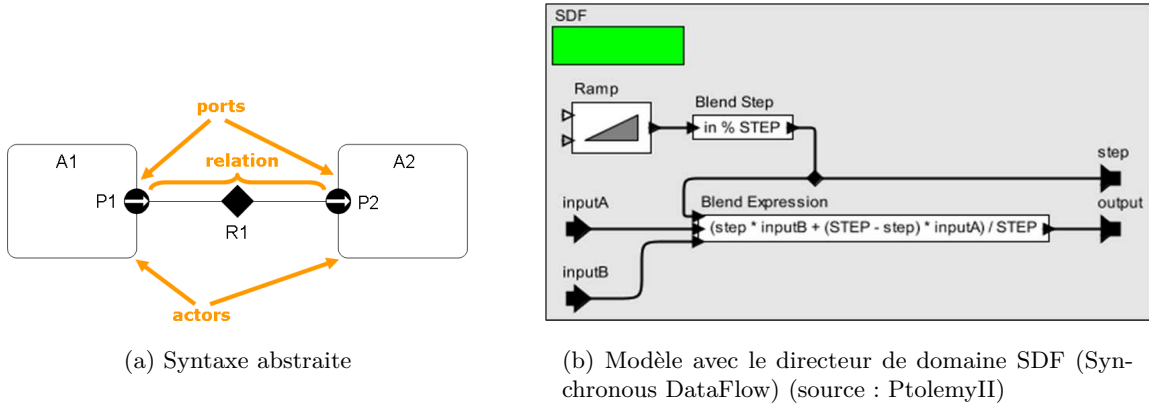 ports
A1
A2
relation
P1
P2
R1
actors
(a) Syntaxe abstraite
SDF
Ramp
Blend Step
in % STEP
step
Blend Expression
output
inputA
(step * inputB + (STEP - step) * inputA) / STEP
inputB
(b) Modèle avec le directeur de domaine SDF (Syn-
chronous DataFlow) (source : PtolemyII)